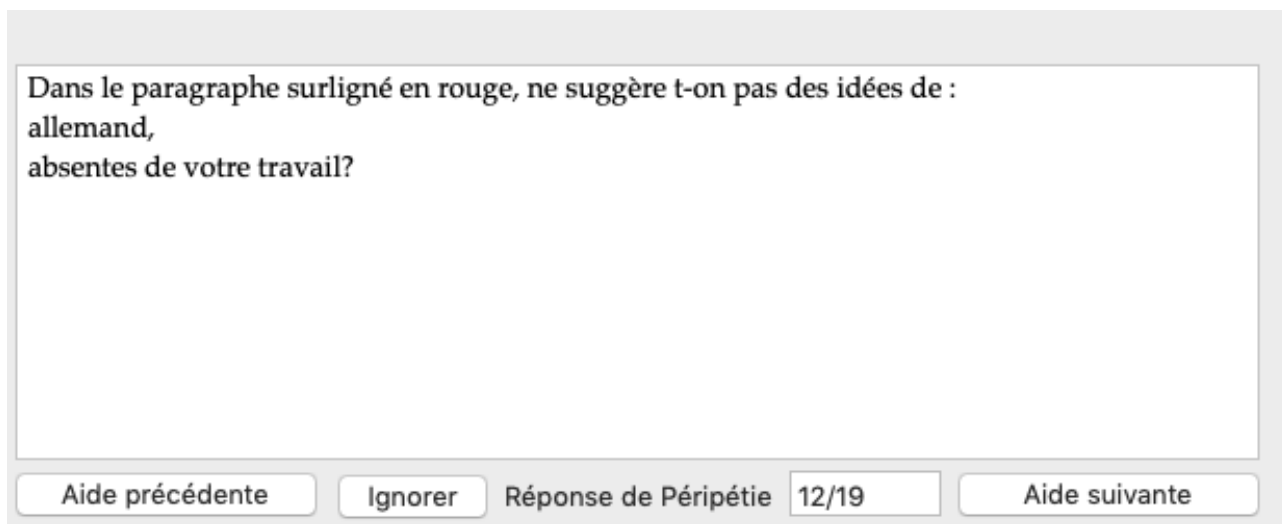 Dans le paragraphe surligné en rouge, ne suggère t-on pas des idées de :
allemand,
absentes de votre travail?
Aide précédente Ignorer Réponse de Péripétie 12/19 Aide suivante